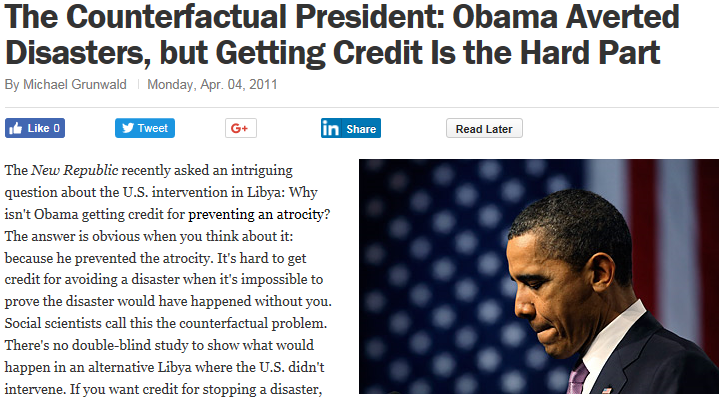 The Counterfactual President: Obama Averted
Disasters, but Getting Credit Is the Hard Part
By Michael Grunwald | Monday, Apr. 04, 2011
Like 0
Tweet
G+
in Share
Read Later
The New Republic recently asked an intriguing
question about the U.S. intervention in Libya: Why
isn't Obama getting credit for preventing an atrocity?
The answer is obvious when you think about it:
because he prevented the atrocity. It's hard to get
credit for avoiding a disaster when it's impossible to
prove the disaster would have happened without you.
Social scientists call this the counterfactual problem.
There's no double-blind study to show what would
happen in an alternative Libya where the U.S. didn't
intervene. If you want credit for stopping a disaster,